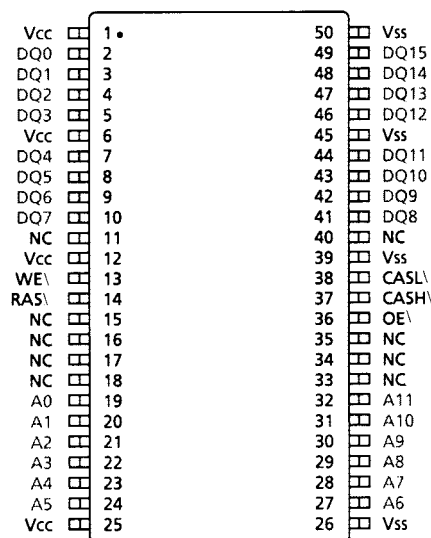 Vcc 1 50 Vss
DQ0 2 49 DQ15
DQ1 3 48 DQ14
DQ2 4 47 DQ13
DQ3 5 46 DQ12
Vcc 6 45 Vss
DQ4 7 44 DQ11
DQ5 8 43 DQ10
DQ6 9 42 DQ9
DQ7 10 41 DQ8
NC 11 40 NC
Vcc 12 39 Vss
WE\ 13 38 CASL\
RAS\ 14 37 CASH\
NC 15 36 OE\
NC 16 35 NC
NC 17 34 NC
NC 18 33 NC
A0 19 32 A11
A1 20 31 A10
A2 21 30 A9
A3 22 29 A8
A4 23 28 A7
A5 24 27 A6
Vcc 25 26 Vss